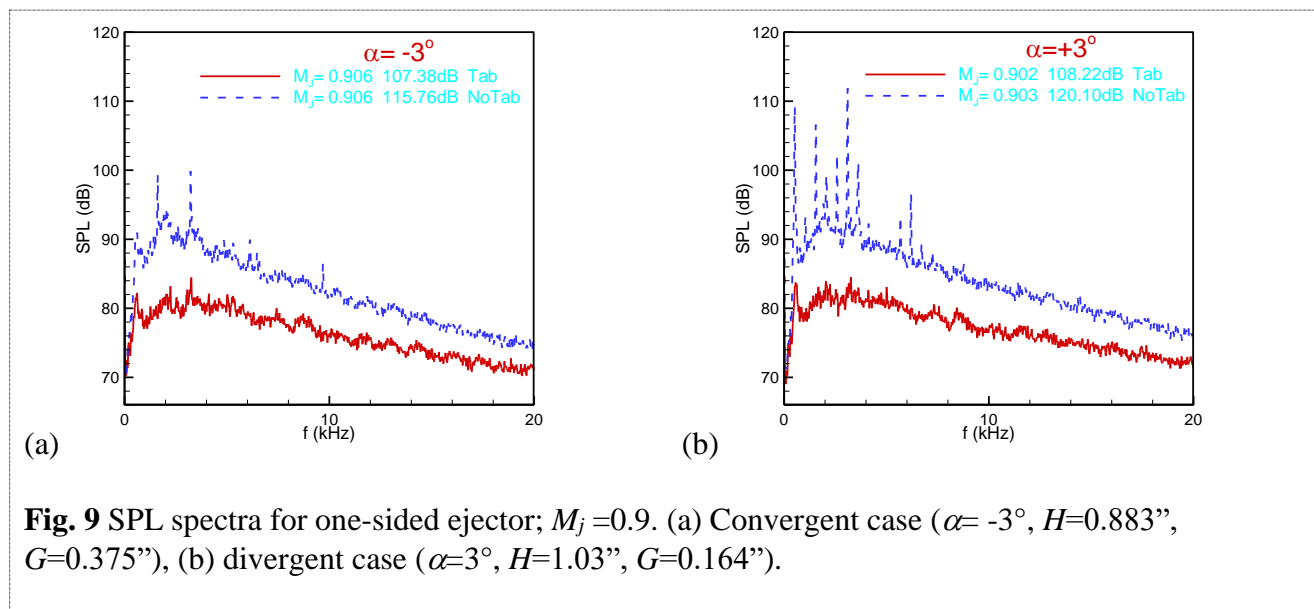 120
110
100
90
80
70
SPL (dB)
0
10
20
f (kHz)
α= -3°
M_J= 0.906 107.38dB Tab
M_J= 0.906 115.76dB NoTab
(a)
120
110
100
90
80
70
SPL (dB)
0
10
20
f (kHz)
α=+3°
M_J= 0.902 108.22dB Tab
M_J= 0.903 120.10dB NoTab
(b)
Fig. 9 SPL spectra for one-sided ejector; M_j =0.9. (a) Convergent case (α= -3°, H=0.883”,
G=0.375”), (b) divergent case (α=3°, H=1.03”, G=0.164”).